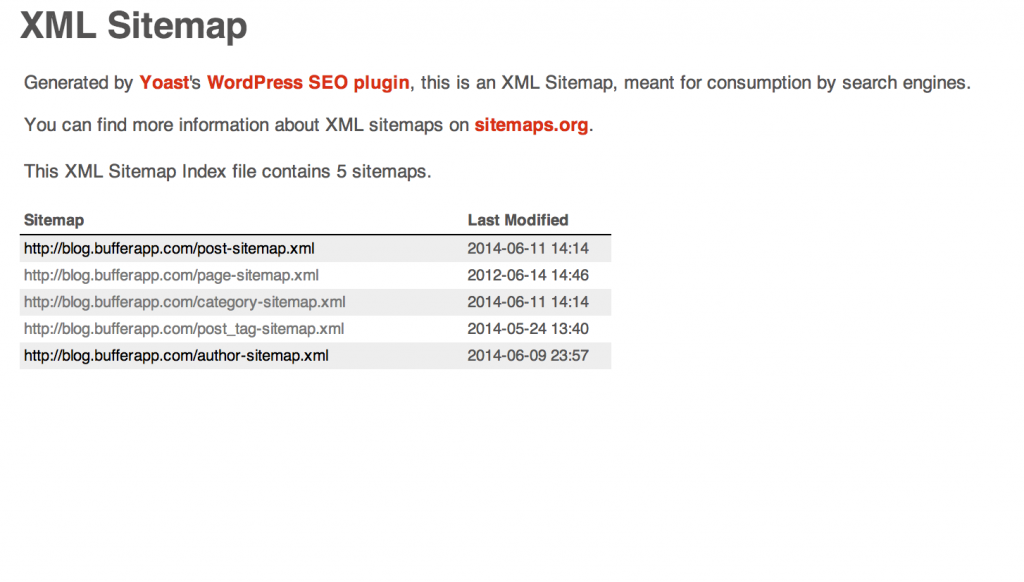 XML Sitemap
Generated by Yoast's WordPress SEO plugin, this is an XML Sitemap, meant for consumption by search engines.
You can find more information about XML sitemaps on sitemaps.org.
This XML Sitemap Index file contains 5 sitemaps.
Sitemap Last Modified
http://blog.bufferapp.com/post-sitemap.xml 2014-06-11 14:14
http://blog.bufferapp.com/page-sitemap.xml 2012-06-14 14:46
http://blog.bufferapp.com/category-sitemap.xml 2014-06-11 14:14
http://blog.bufferapp.com/post_tag-sitemap.xml 2014-05-24 13:40
http://blog.bufferapp.com/author-sitemap.xml 2014-06-09 23:57